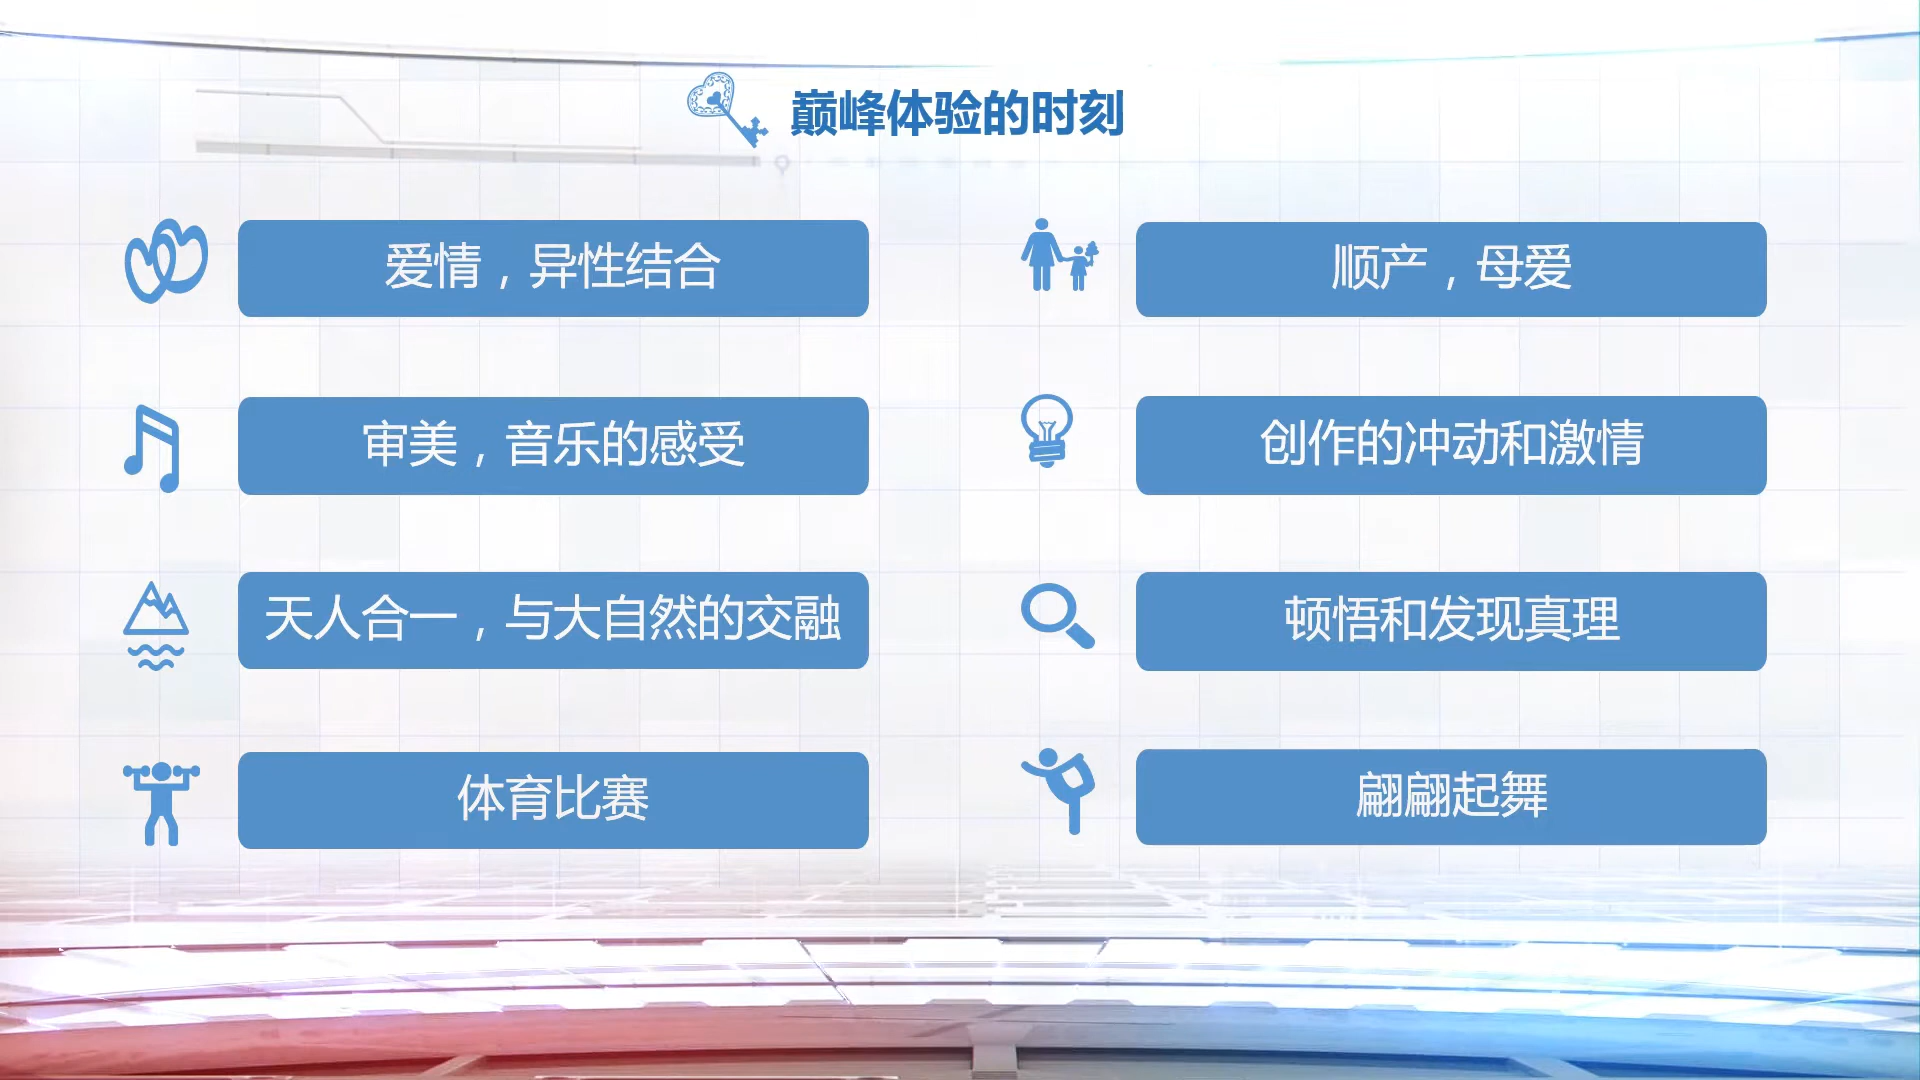 巅峰体验的时刻
爱情，异性结合
顺产，母爱
审美，音乐的感受
创作的冲动和激情
天人合一，与大自然的交融
顿悟和发现真理
体育比赛
翩翩起舞